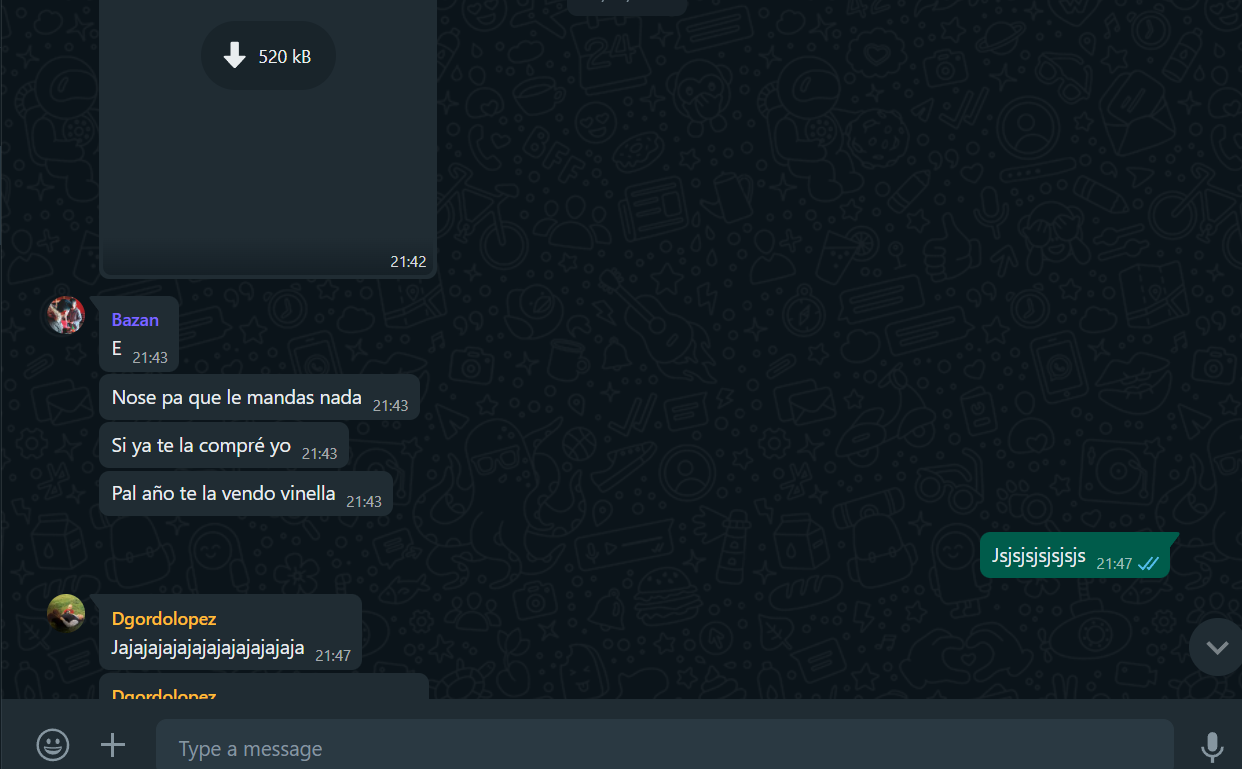 520 kB
21:42
Bazan
E 21:43
Nose pa que le mandas nada 21:43
Si ya te la compré yo 21:43
Pal año te la vendo vinella 21:43
Jsjsjsjsjsjsjs 21:47
Dgordolopez
Jajajajajajajajajajajaja 21:47
Dgordolopez
Type a message